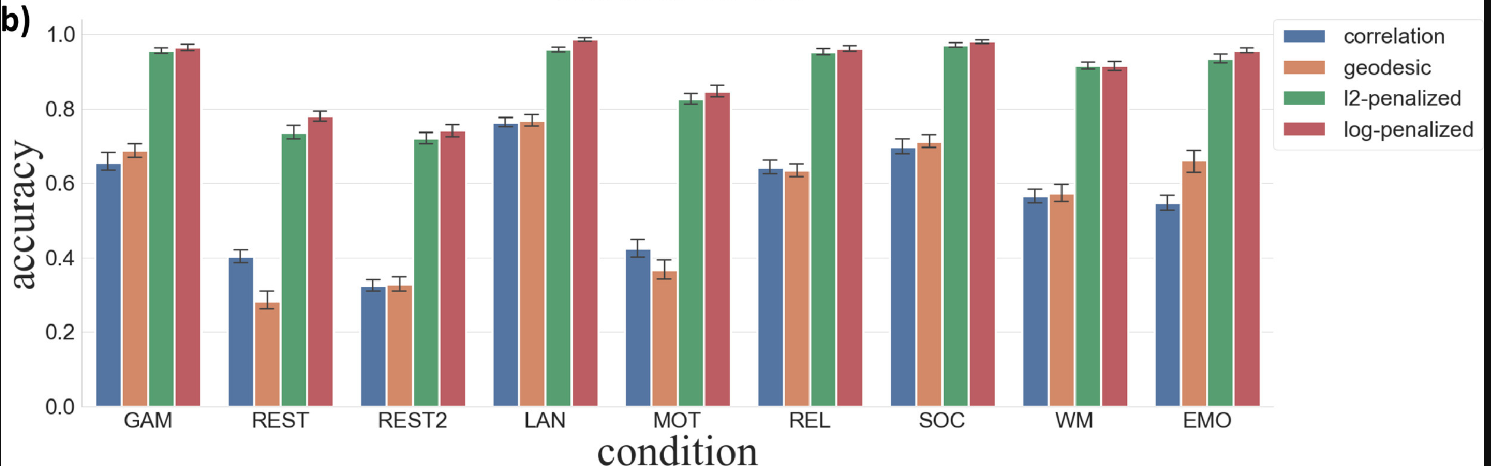 b)
1.0
0.8
0.6
0.4
0.2
0.0
accuracy
GAM REST REST2 LAN MOT REL SOC WM EMO
condition
correlation
geodesic
l2-penalized
log-penalized